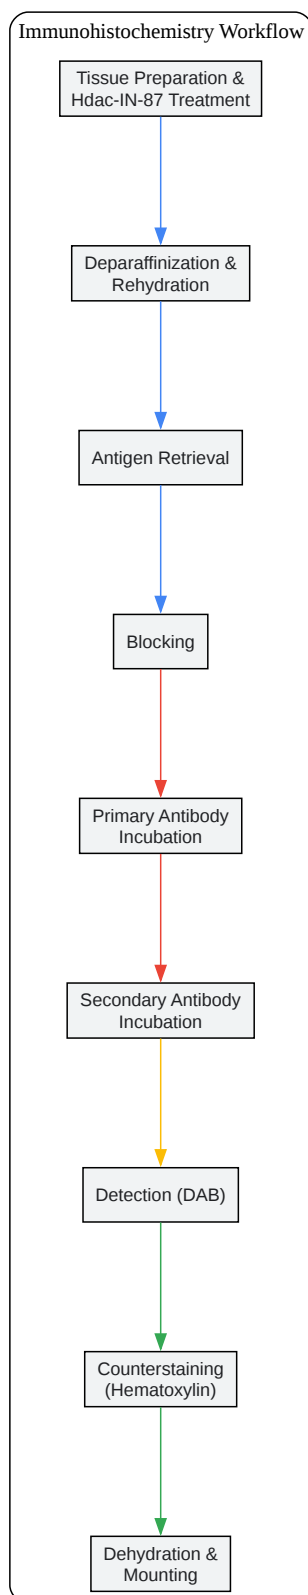 Immunohistochemistry Workflow
Tissue Preparation &
Hdac-IN-87 Treatment
Deparaffinization &
Rehydration
Antigen Retrieval
Blocking
Primary Antibody
Incubation
Secondary Antibody
Incubation
Detection (DAB)
Counterstaining
(Hematoxylin)
Dehydration &
Mounting